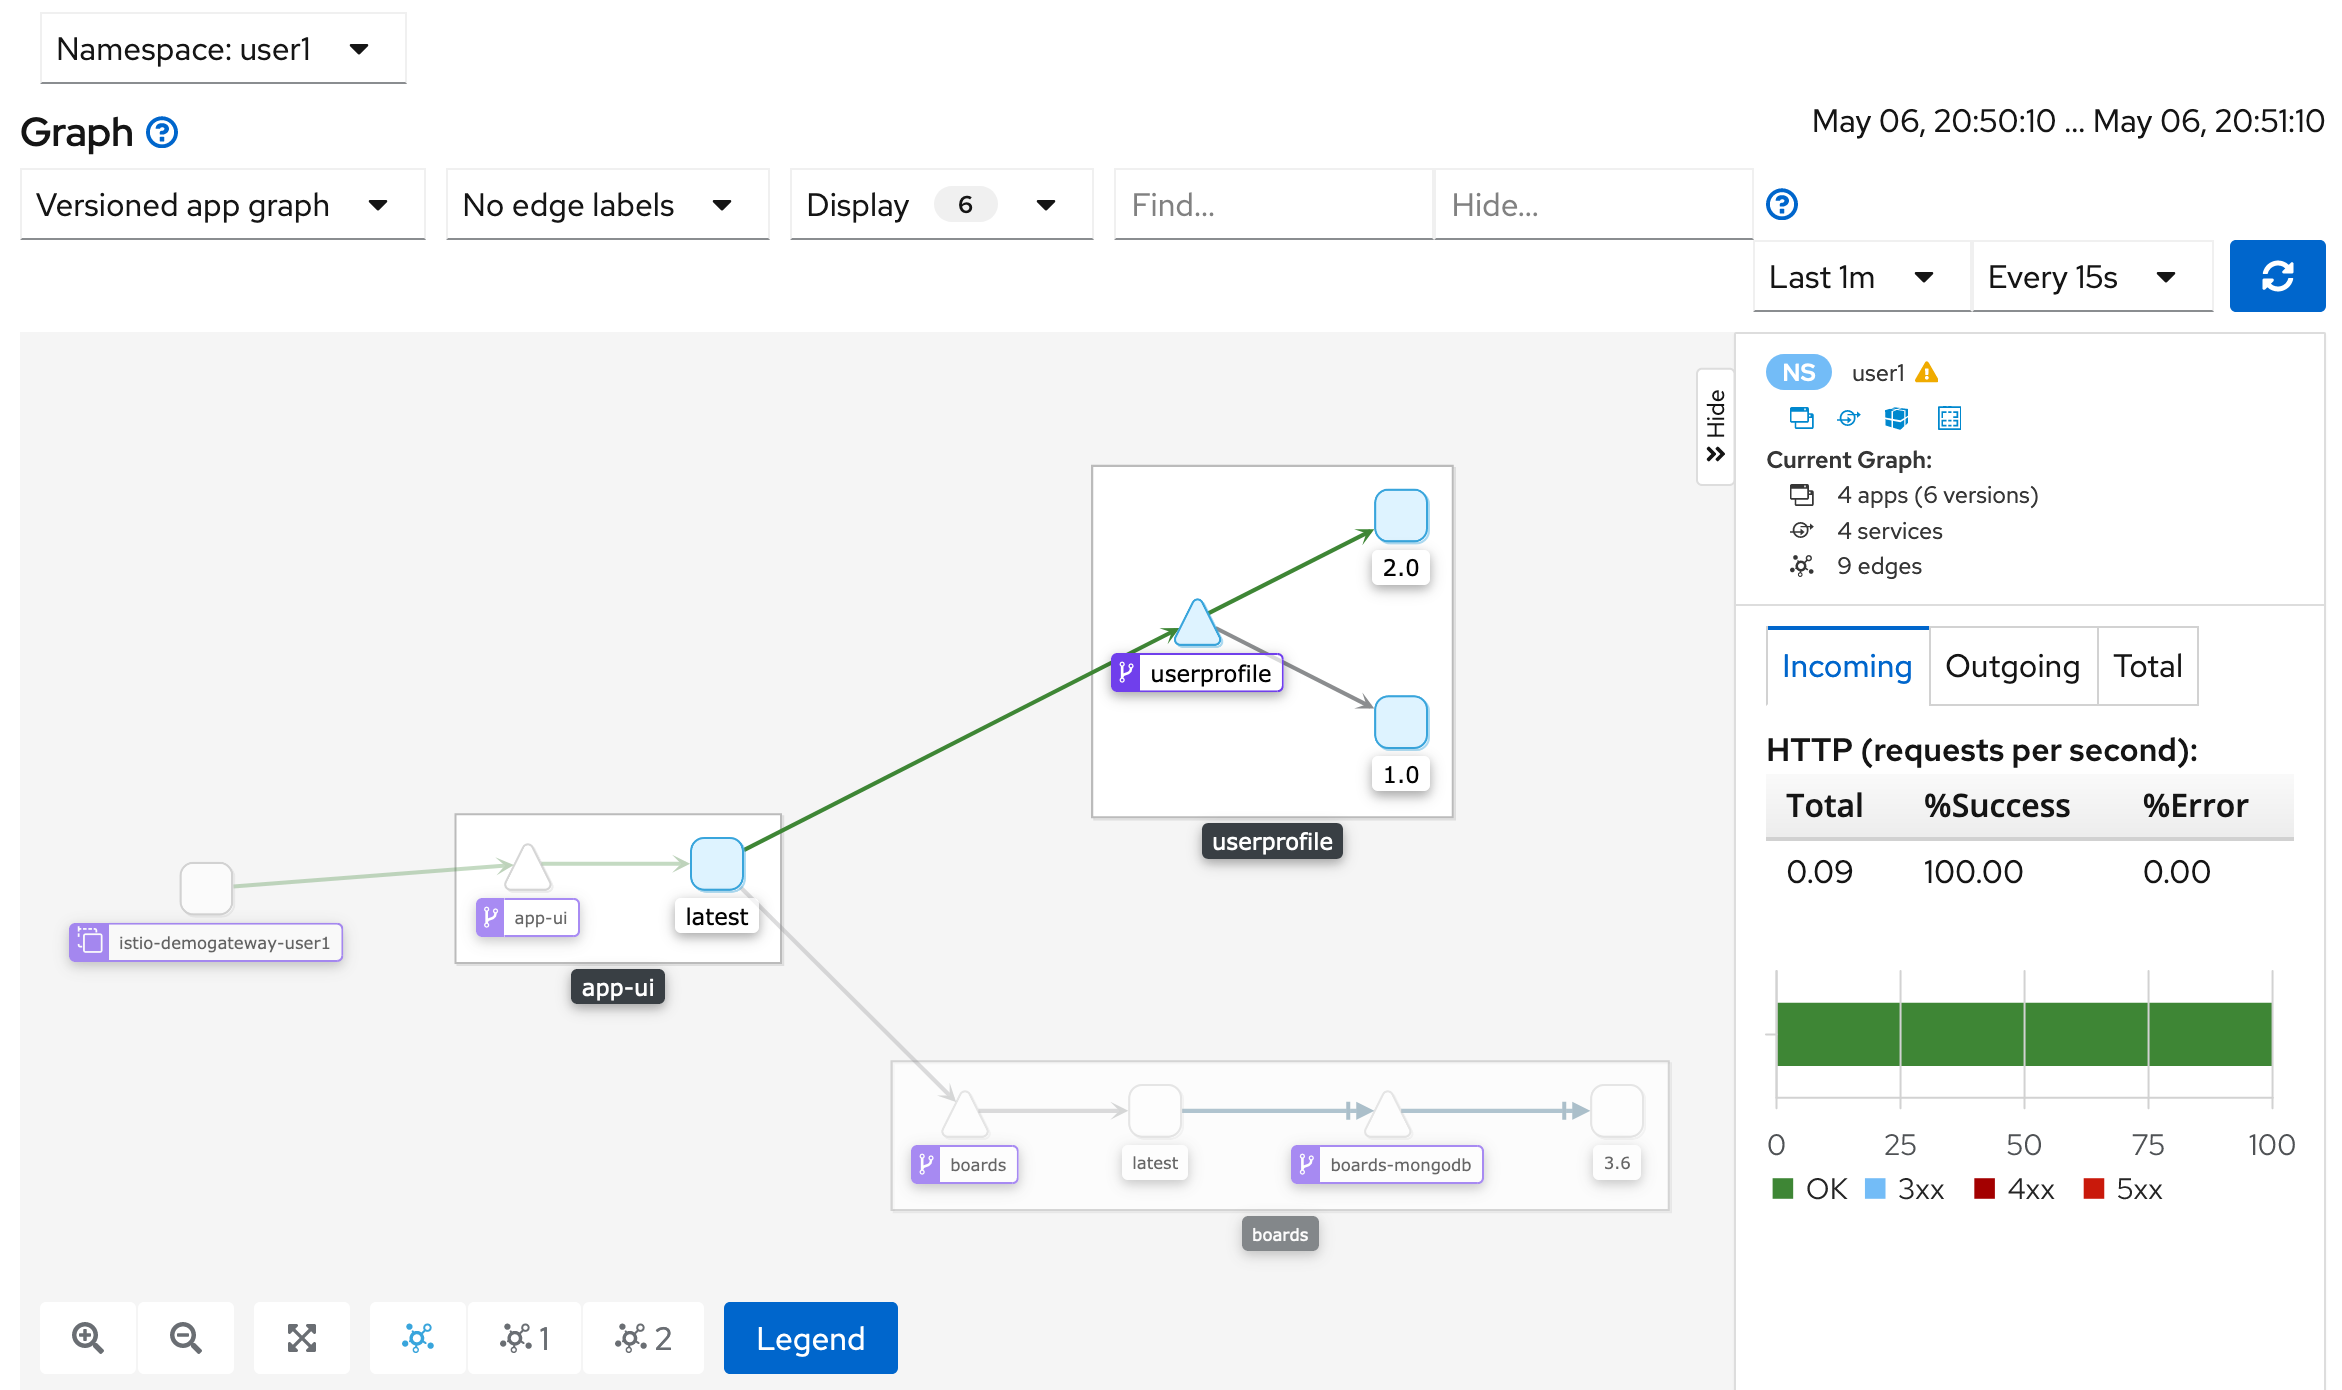 Namespace: user1
Graph
May 06, 20:50:10 ... May 06, 20:51:10
Versioned app graph
No edge labels
Display 6
Find...
Hide...
Last 1m
Every 15s
Hide
NS user1
Current Graph:
4 apps (6 versions)
4 services
9 edges
Incoming
Outgoing
Total
HTTP (requests per second):
Total %Success %Error
0.09 100.00 0.00
0 25 50 75 100
OK 3xx 4xx 5xx
2.0
userprofile
1.0
userprofile
app-ui
latest
istio-demogateway-user1
app-ui
boards
latest
boards-mongodb
3.6
boards
1
2
Legend